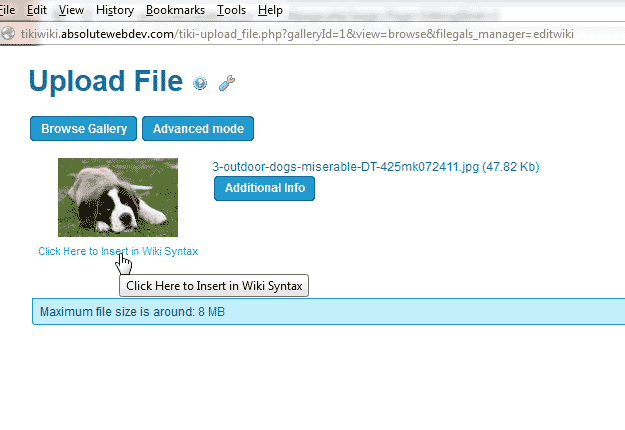 File Edit View History Bookmarks Tools Help
tikiwiki.absolutewebdev.com/tiki-upload_file.php?galleryId=1&view=browse&filegals_manager=editwiki
Upload File
Browse Gallery Advanced mode
3-outdoor-dogs-miserable-DT-425mk072411.jpg (47.82 Kb)
Additional Info
Click Here to Insert in Wiki Syntax
Click Here to Insert in Wiki Syntax
Maximum file size is around: 8 MB